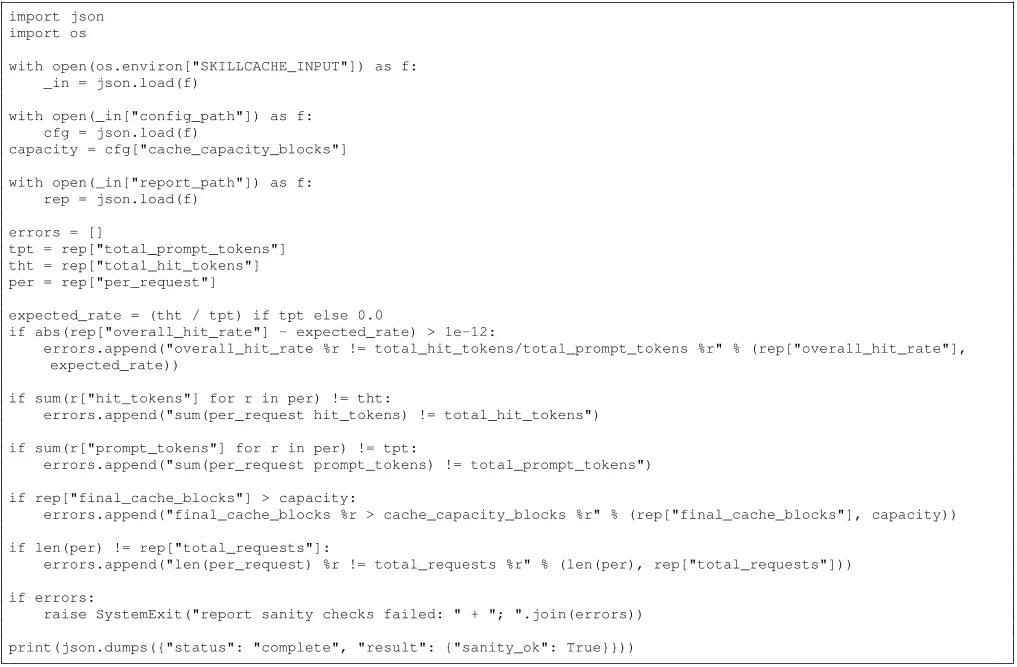 import json
import os

with open(os.environ["SKILLCACHE_INPUT"]) as f:
    _in = json.load(f)

with open(_in["config_path"]) as f:
    cfg = json.load(f)
capacity = cfg["cache_capacity_blocks"]

with open(_in["report_path"]) as f:
    rep = json.load(f)

errors = []
tpt = rep["total_prompt_tokens"]
tht = rep["total_hit_tokens"]
per = rep["per_request"]

expected_rate = (tht / tpt) if tpt else 0.0
if abs(rep["overall_hit_rate"] - expected_rate) > 1e-12:
    errors.append("overall_hit_rate %r != total_hit_tokens/total_prompt_tokens %r" % (rep["overall_hit_rate"],
     expected_rate))

if sum(r["hit_tokens"] for r in per) != tht:
    errors.append("sum(per_request hit_tokens) != total_hit_tokens")

if sum(r["prompt_tokens"] for r in per) != tpt:
    errors.append("sum(per_request prompt_tokens) != total_prompt_tokens")

if rep["final_cache_blocks"] > capacity:
    errors.append("final_cache_blocks %r > cache_capacity_blocks %r" % (rep["final_cache_blocks"], capacity))

if len(per) != rep["total_requests"]:
    errors.append("len(per_request) %r != total_requests %r" % (len(per), rep["total_requests"]))

if errors:
    raise SystemExit("report sanity checks failed: " + "; ".join(errors))

print(json.dumps({"status": "complete", "result": {"sanity_ok": True}}))